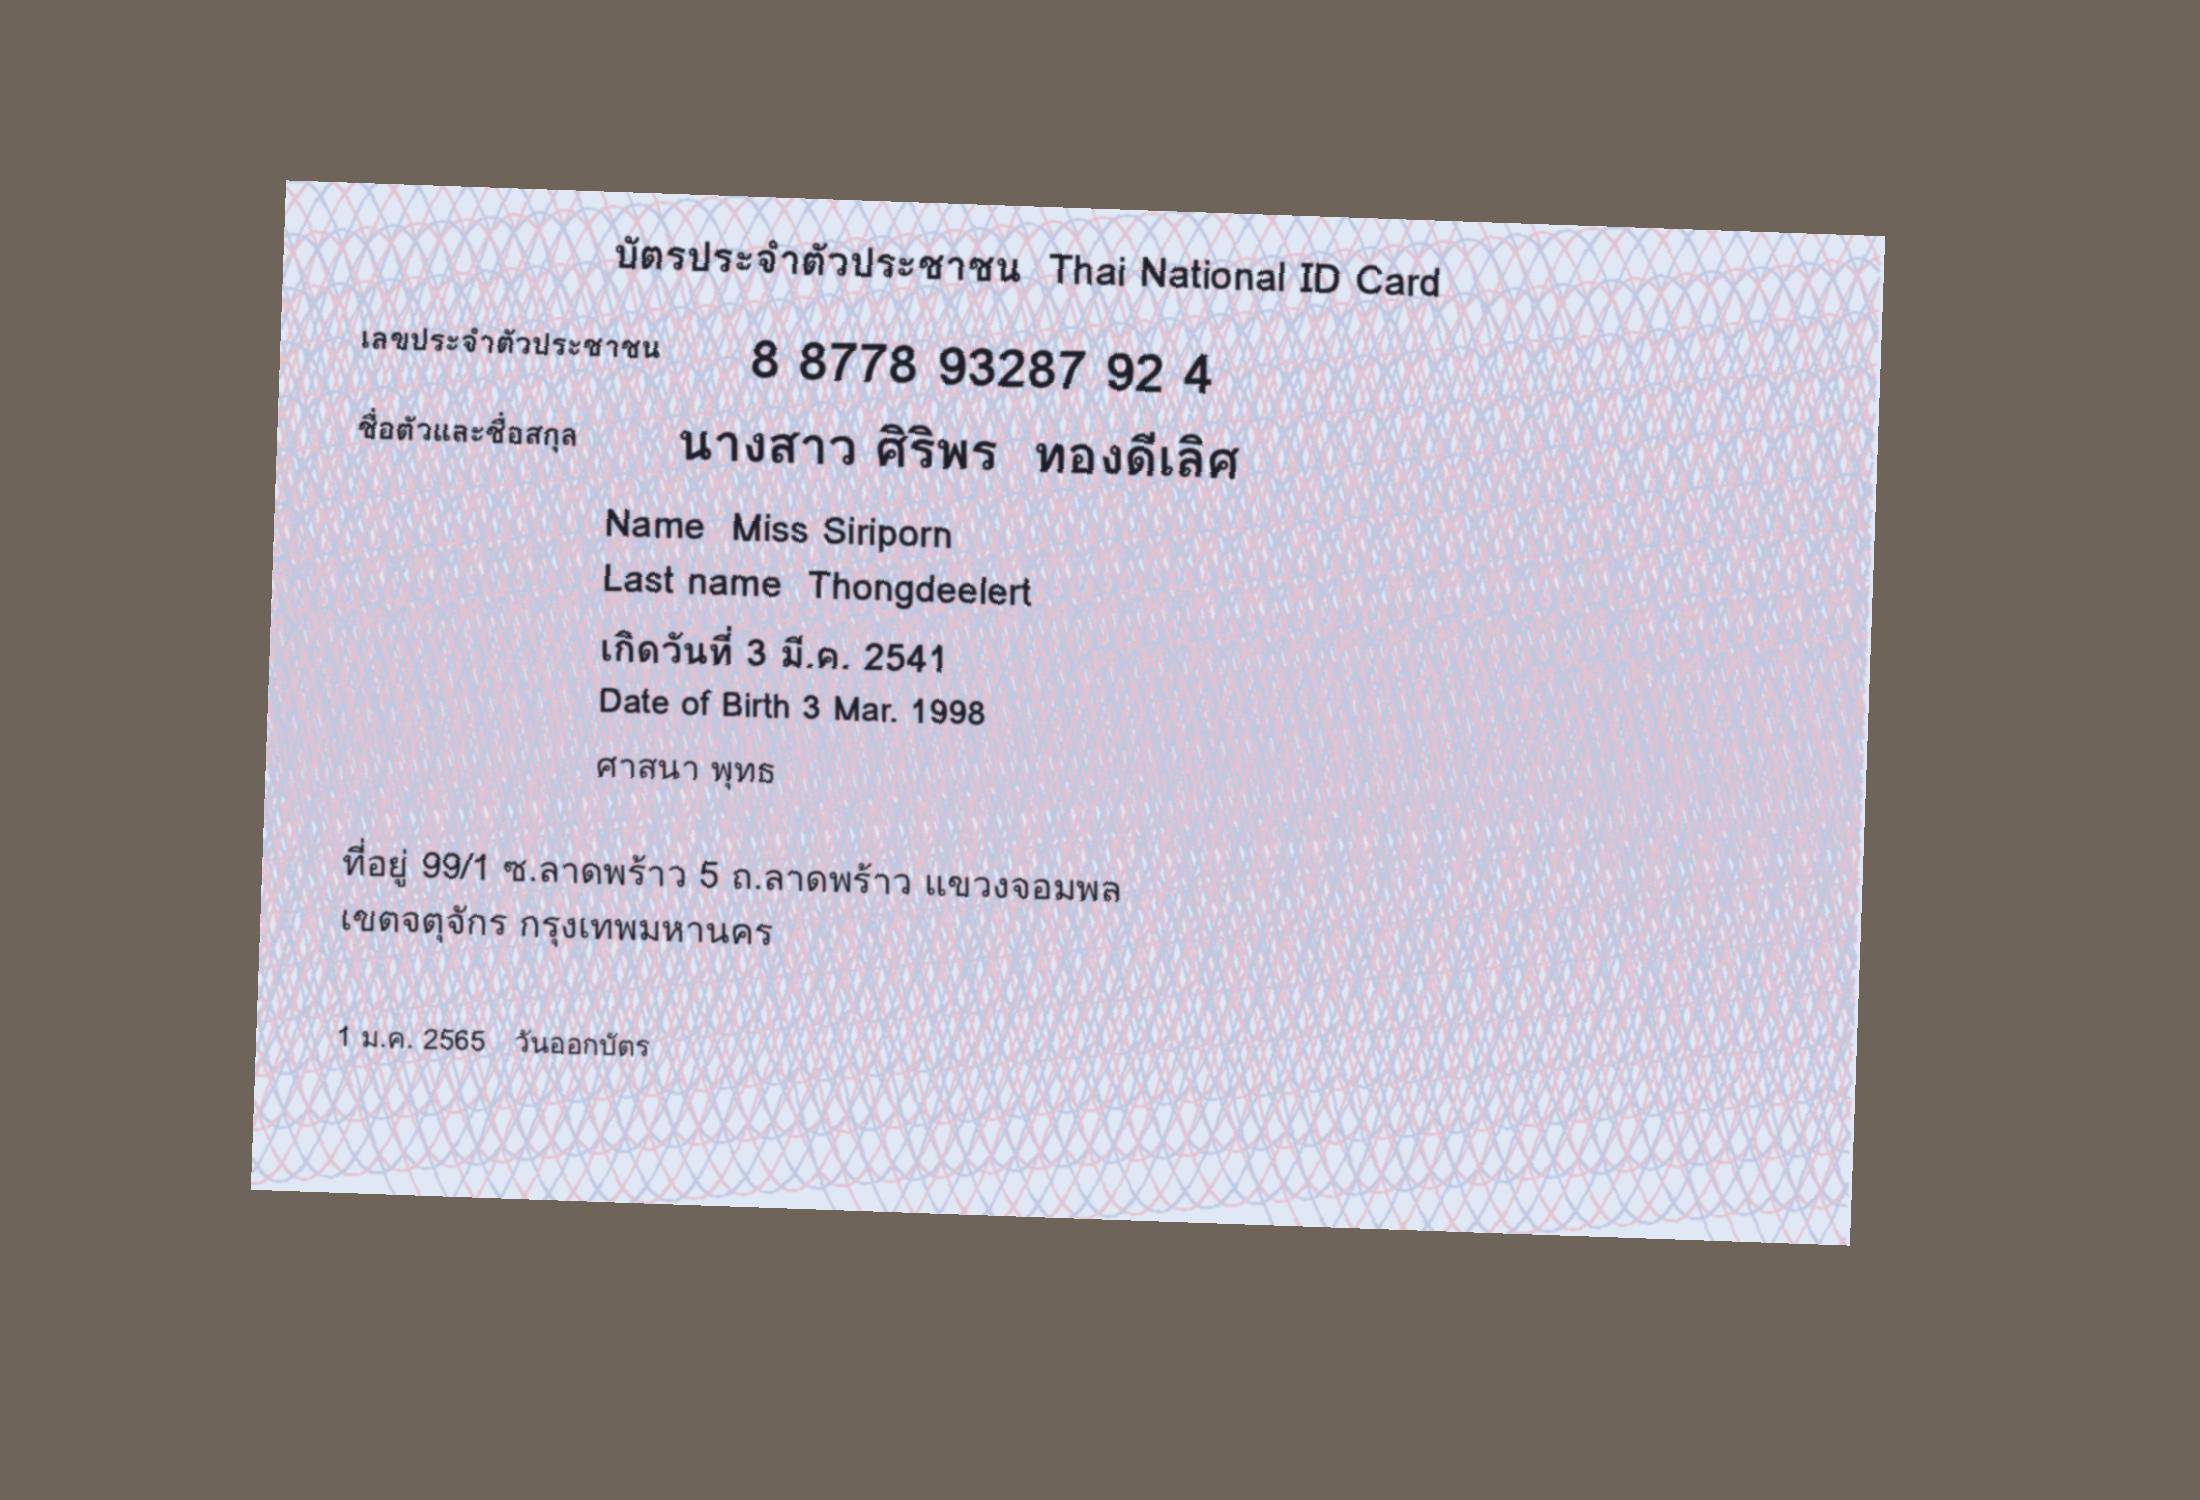 บัตรประจำตัวประชาชน Thai National ID Card
เลขประจำตัวประชาชน 8 8778 93287 92 4
ชื่อตัวและชื่อสกุล นางสาว ศิริพร ทองดีเลิศ
Name Miss Siriporn
Last name Thongdeelert
เกิดวันที่ 3 มี.ค. 2541
Date of Birth 3 Mar. 1998
ศาสนา พุทธ
ที่อยู่ 99/1 ซ.ลาดพร้าว 5 ถ.ลาดพร้าว แขวงจอมพล
เขตจตุจักร กรุงเทพมหานคร
1 ม.ค. 2565 วันออกบัตร